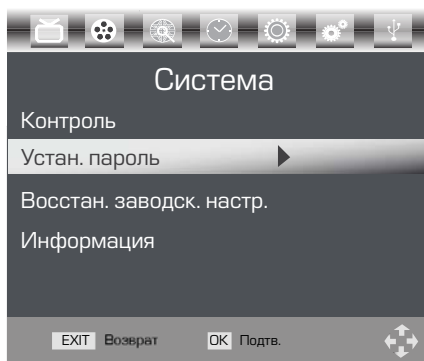 Система
Контроль
Устан. пароль
Восстан. заводск. настр.
Информация
EXIT Возврат OK Подтв.